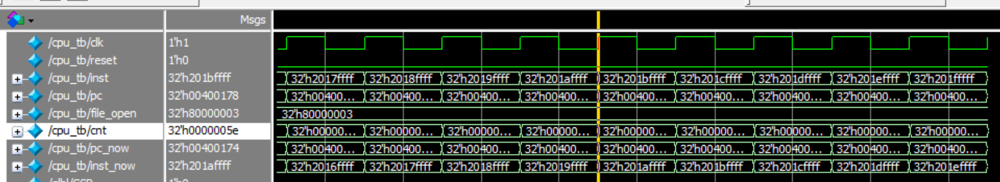 Msgs
/cpu_tb/clk 1'h1
/cpu_tb/reset 1'h0
/cpu_tb/inst 32'h201bffff 32'h2017ffff 32'h2018ffff 32'h2019ffff 32'h201affff 32'h201bffff 32'h201cffff 32'h201dffff 32'h201effff 32'h201fffff
/cpu_tb/pc 32'h00400178 32'h00400... 32'h00400... 32'h00400... 32'h00400... 32'h00400... 32'h00400... 32'h00400... 32'h00400... 32'h00400...
/cpu_tb/file_open 32'h80000003 32'h80000003
/cpu_tb/cnt 32'h0000005e 32'h00000... 32'h00000... 32'h00000... 32'h00000... 32'h00000... 32'h00000... 32'h00000... 32'h00000... 32'h00000...
/cpu_tb/pc_now 32'h00400174 32'h00400... 32'h00400... 32'h00400... 32'h00400... 32'h00400... 32'h00400... 32'h00400... 32'h00400... 32'h00400...
/cpu_tb/inst_now 32'h201affff 32'h2016ffff 32'h2017ffff 32'h2018ffff 32'h2019ffff 32'h201affff 32'h201bffff 32'h201cffff 32'h201dffff 32'h201effff